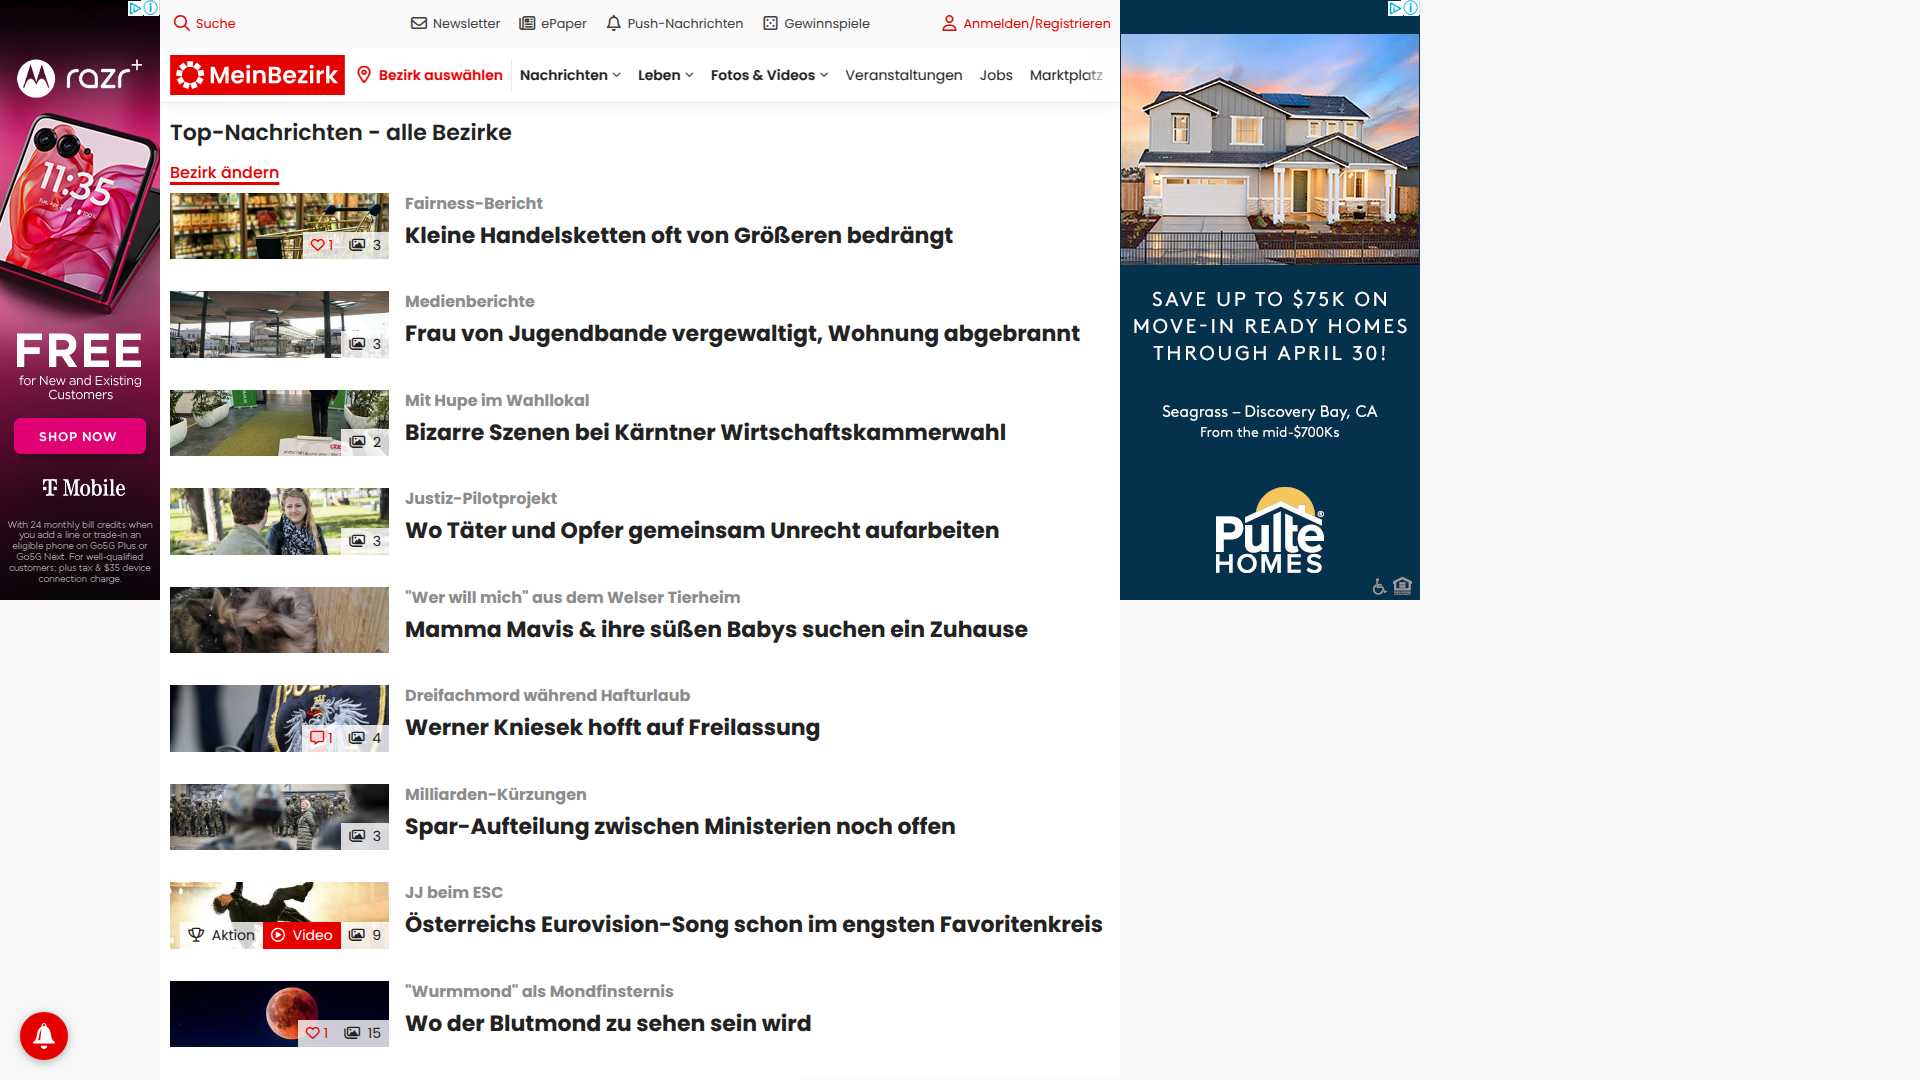 Suche
Newsletter
ePaper
Push-Nachrichten
Gewinnspiele
Anmelden/Registrieren
MeinBezirk
Bezirk auswählen
Nachrichten
Leben
Fotos & Videos
Veranstaltungen
Jobs
Marktplatz
Top-Nachrichten - alle Bezirke
Bezirk ändern
1 3
Fairness-Bericht
Kleine Handelsketten oft von Größeren bedrängt
3
Medienberichte
Frau von Jugendbande vergewaltigt, Wohnung abgebrannt
2
Mit Hupe im Wahllokal
Bizarre Szenen bei Kärntner Wirtschaftskammerwahl
3
Justiz-Pilotprojekt
Wo Täter und Opfer gemeinsam Unrecht aufarbeiten
"Wer will mich" aus dem Welser Tierheim
Mamma Mavis & ihre süßen Babys suchen ein Zuhause
1 4
Dreifachmord während Hafturlaub
Werner Kniesek hofft auf Freilassung
3
Milliarden-Kürzungen
Spar-Aufteilung zwischen Ministerien noch offen
Aktion Video 9
JJ beim ESC
Österreichs Eurovision-Song schon im engsten Favoritenkreis
1 15
"Wurmmond" als Mondfinsternis
Wo der Blutmond zu sehen sein wird
razr+
11:35
FREE
for New and Existing
Customers
SHOP NOW
T Mobile
With 24 monthly bill credits when
you add a line or trade-in an
eligible phone on Go5G Plus or
Go5G Next. For well-qualified
customers; plus tax & $35 device
connection charge.
SAVE UP TO $75K ON
MOVE-IN READY HOMES
THROUGH APRIL 30!
Seagrass – Discovery Bay, CA
From the mid-$700Ks
Pulte®
HOMES